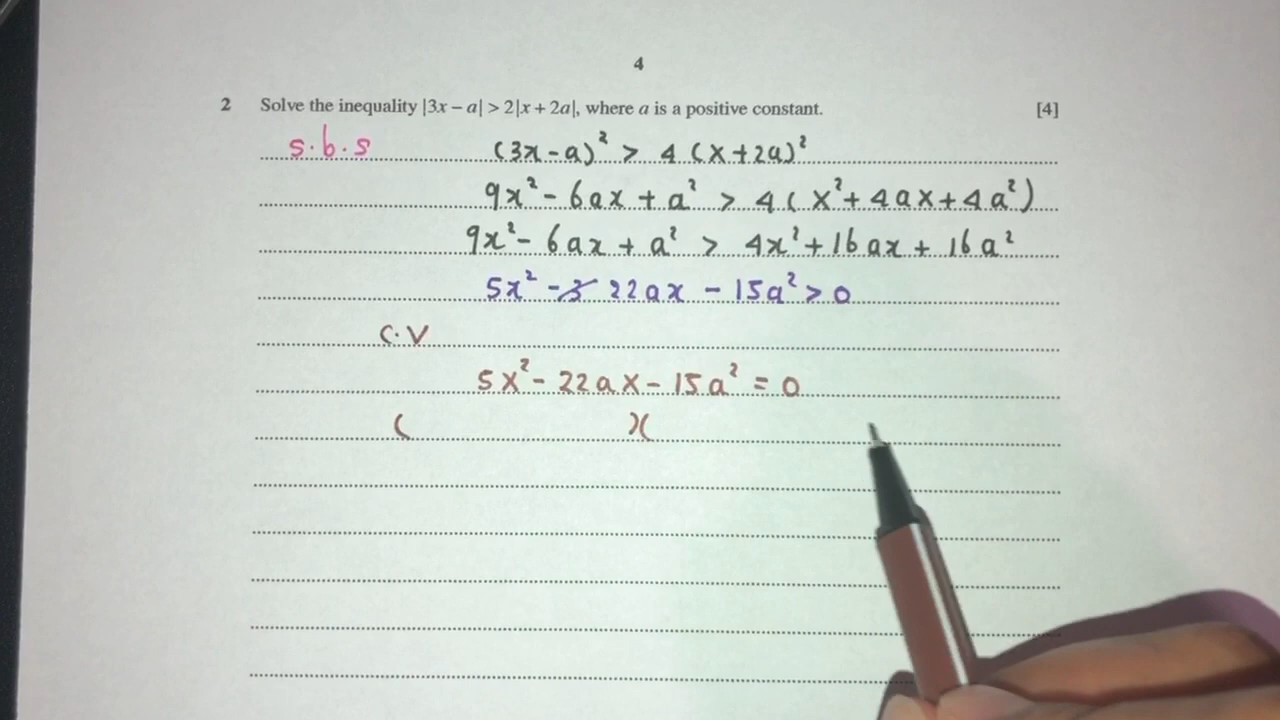 4
2 Solve the inequality |3x − a| > 2|x + 2a|, where a is a positive constant. [4]
s.b.s (3x-a)² > 4(x+2a)²
9x² - 6ax + a² > 4(x²+4ax+4a²)
9x² - 6ax + a² > 4x²+16ax + 16a²
5x² - 22ax - 15a² > 0
C.V
5x² - 22ax - 15a² = 0
( )(